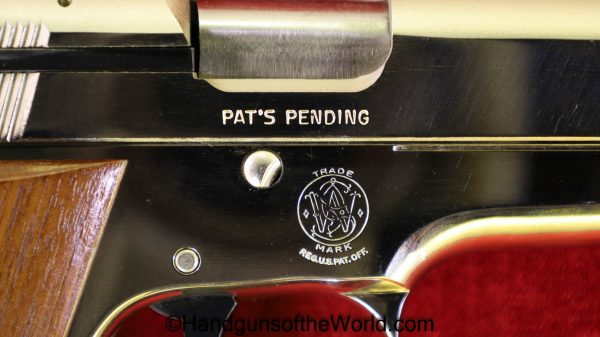 PAT'S PENDING
TRADE
S&W
MARK
REG.U.S.PAT.OFF.
©HandgunsoftheWorld.com